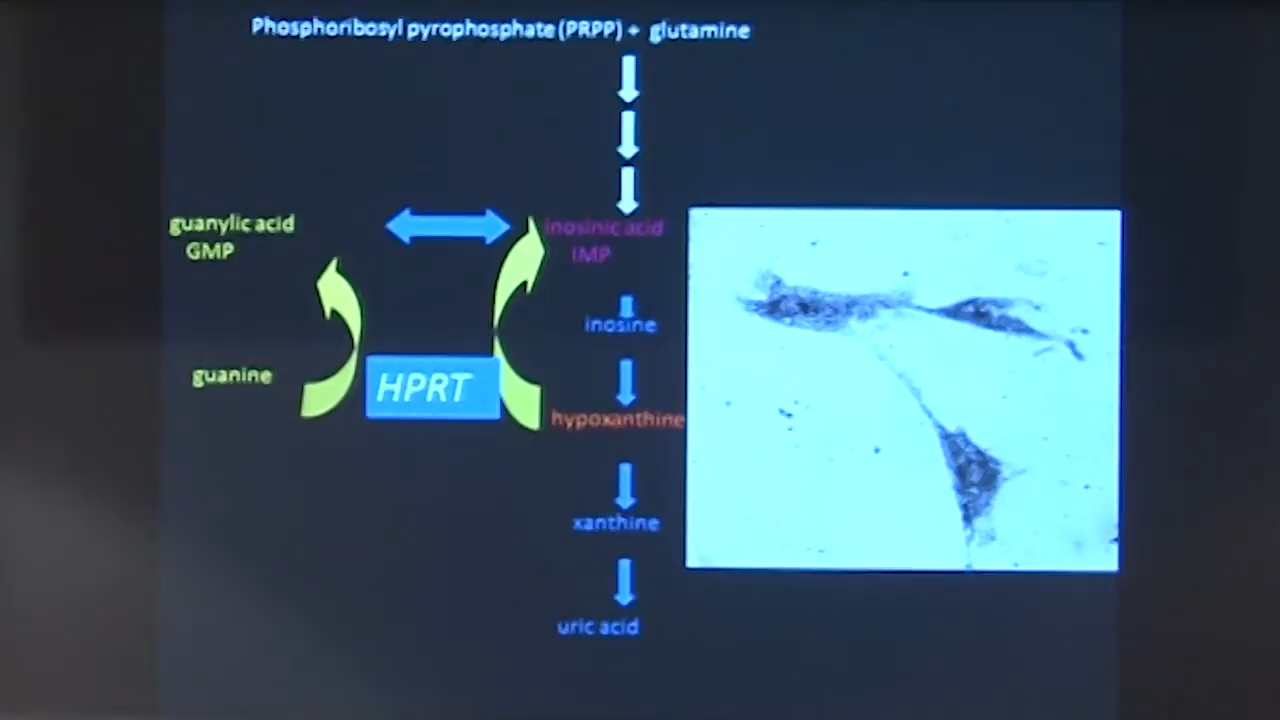 Phosphoribosyl pyrophosphate (PRPP) + glutamine
guanylic acid
GMP
inosinic acid
IMP
inosine
guanine
HPRT
hypoxanthine
xanthine
uric acid